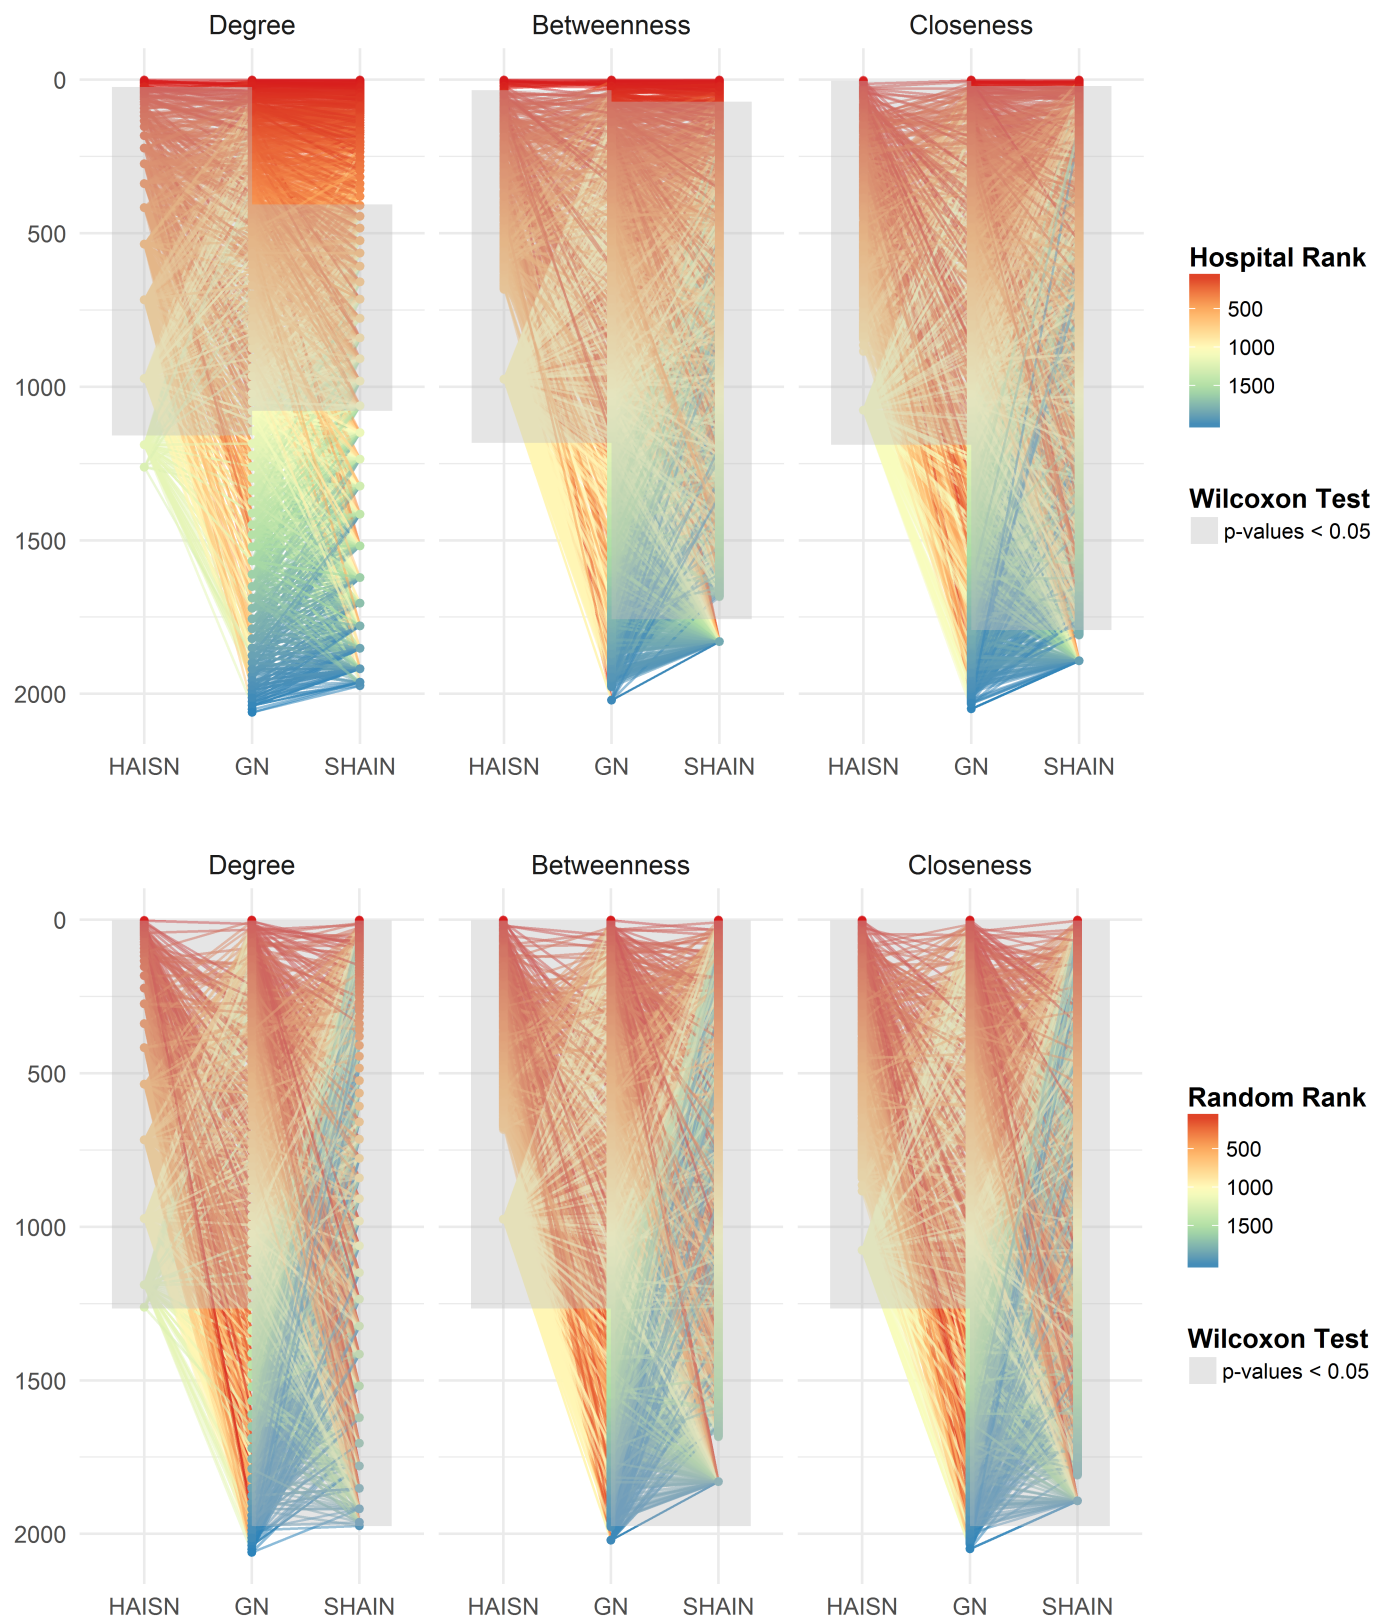 Degree Betweenness Closeness
0
500
1000
1500
2000
HAISN GN SHAIN HAISN GN SHAIN HAISN GN SHAIN
Hospital Rank
500
1000
1500
Wilcoxon Test
p-values < 0.05
Degree Betweenness Closeness
0
500
1000
1500
2000
HAISN GN SHAIN HAISN GN SHAIN HAISN GN SHAIN
Random Rank
500
1000
1500
Wilcoxon Test
p-values < 0.05